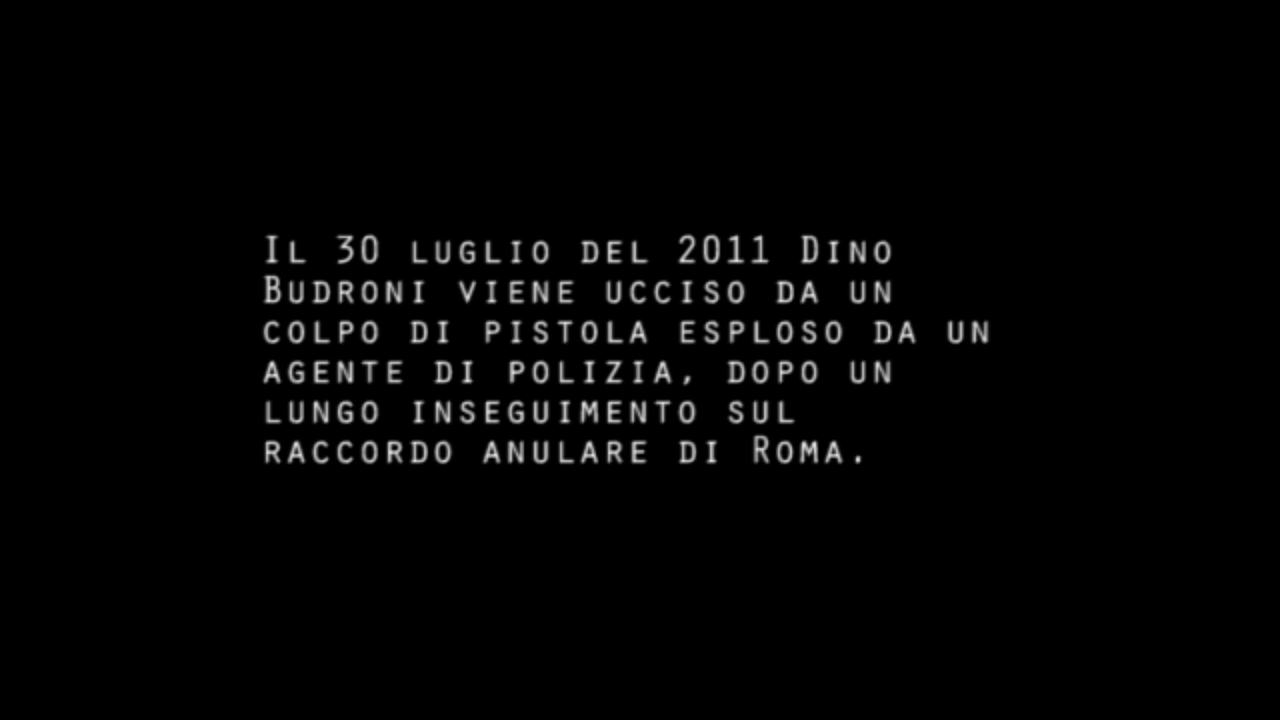 Il 30 luglio del 2011 Dino
Budroni viene ucciso da un
colpo di pistola esploso da un
agente di polizia, dopo un
lungo inseguimento sul
raccordo anulare di Roma.